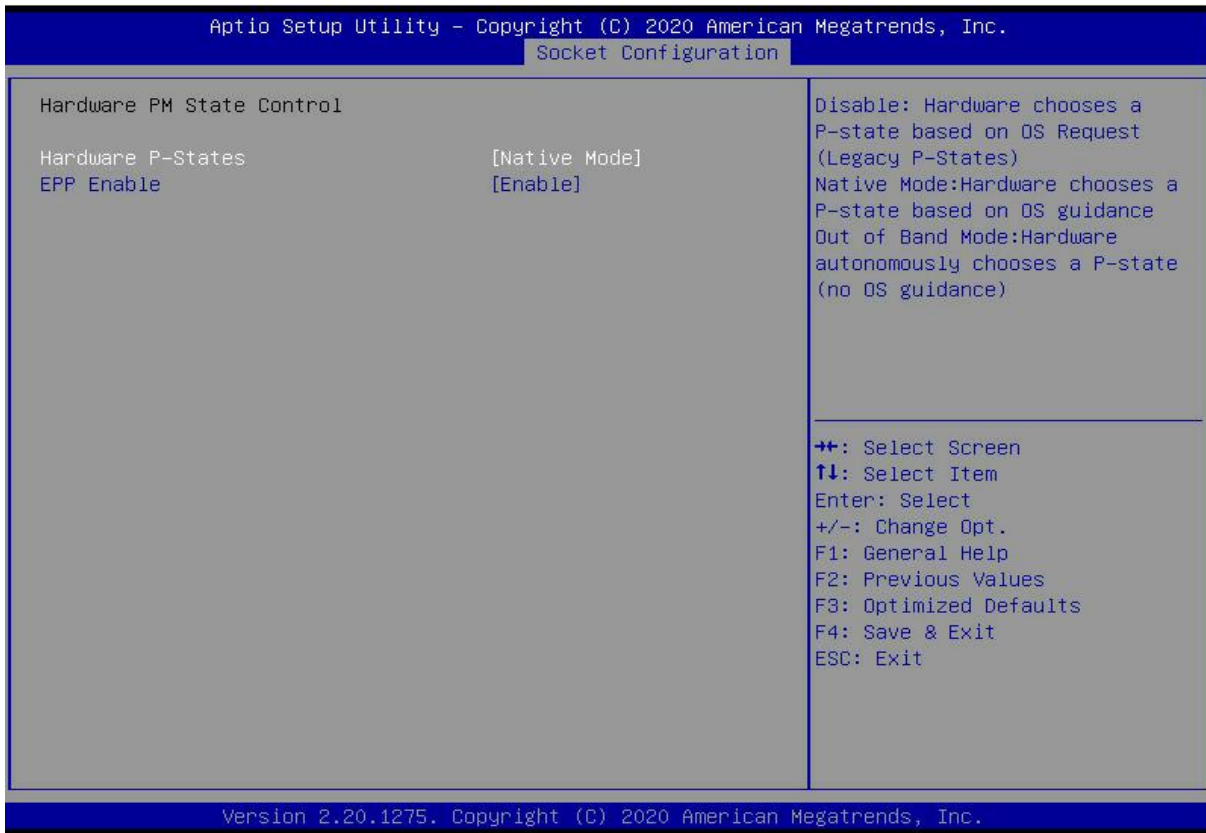 Aptio Setup Utility – Copyright (C) 2020 American Megatrends, Inc.
Socket Configuration
Hardware PM State Control
Hardware P-States [Native Mode]
EPP Enable [Enable]
Disable: Hardware chooses a
P-state based on OS Request
(Legacy P-States)
Native Mode:Hardware chooses a
P-state based on OS guidance
Out of Band Mode:Hardware
autonomously chooses a P-state
(no OS guidance)
→←: Select Screen
↑↓: Select Item
Enter: Select
+/-: Change Opt.
F1: General Help
F2: Previous Values
F3: Optimized Defaults
F4: Save & Exit
ESC: Exit
Version 2.20.1275. Copyright (C) 2020 American Megatrends, Inc.